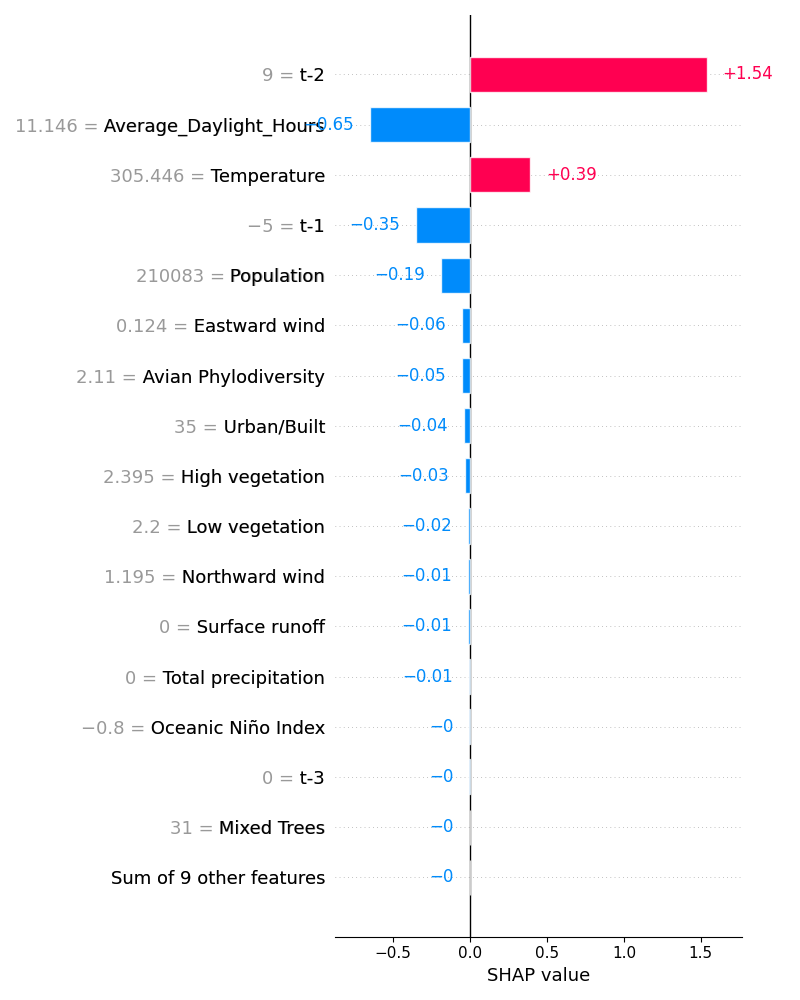 9 = t-2 +1.54
11.146 = Average_Daylight_Hours −0.65
305.446 = Temperature +0.39
−5 = t-1 −0.35
210083 = Population −0.19
0.124 = Eastward wind −0.06
2.11 = Avian Phylodiversity −0.05
35 = Urban/Built −0.04
2.395 = High vegetation −0.03
2.2 = Low vegetation −0.02
1.195 = Northward wind −0.01
0 = Surface runoff −0.01
0 = Total precipitation −0.01
−0.8 = Oceanic Niño Index −0
0 = t-3 −0
31 = Mixed Trees −0
Sum of 9 other features −0
−0.5 0.0 0.5 1.0 1.5
SHAP value